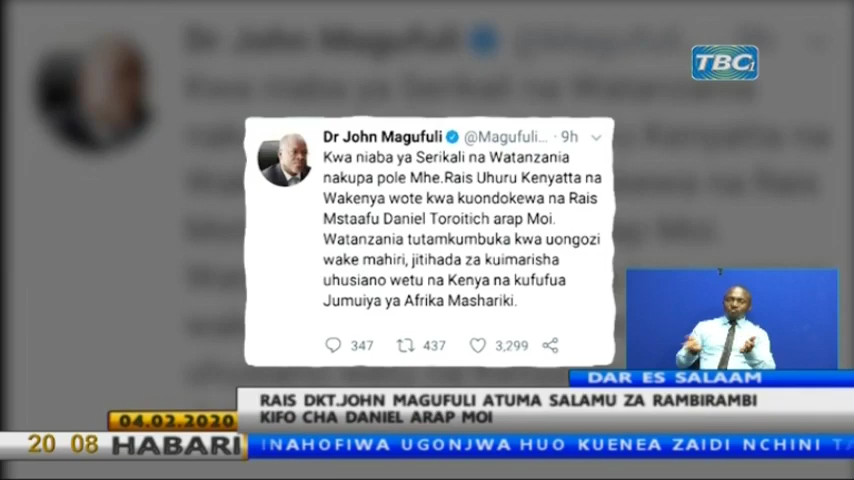 Dr John Magufuli
TBC1
Dr John Magufuli @Magufuli... · 9h
Kwa niaba ya Serikali na Watanzania
nakupa pole Mhe.Rais Uhuru Kenyatta na
Wakenya wote kwa kuondokewa na Rais
Mstaafu Daniel Toroitich arap Moi.
Watanzania tutamkumbuka kwa uongozi
wake mahiri, jitihada za kuimarisha
uhusiano wetu na Kenya na kufufua
Jumuiya ya Afrika Mashariki.
347 437 3,299
DAR ES SALAAM
RAIS DKT.JOHN MAGUFULI ATUMA SALAMU ZA RAMBIRAMBI
KIFO CHA DANIEL ARAP MOI
04.02.2020
20 08 HABARI INAHOFIWA UGONJWA HUO KUENEA ZAIDI NCHINI TA